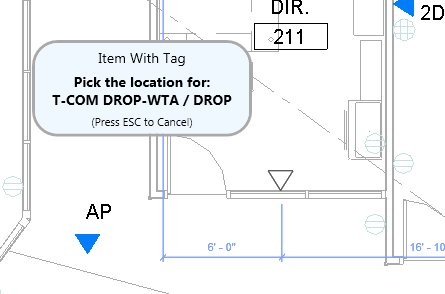 DIR.
2D
211
Item With Tag
Pick the location for:
T-COM DROP-WTA / DROP
(Press ESC to Cancel)
AP
6' - 0"
16' - 10